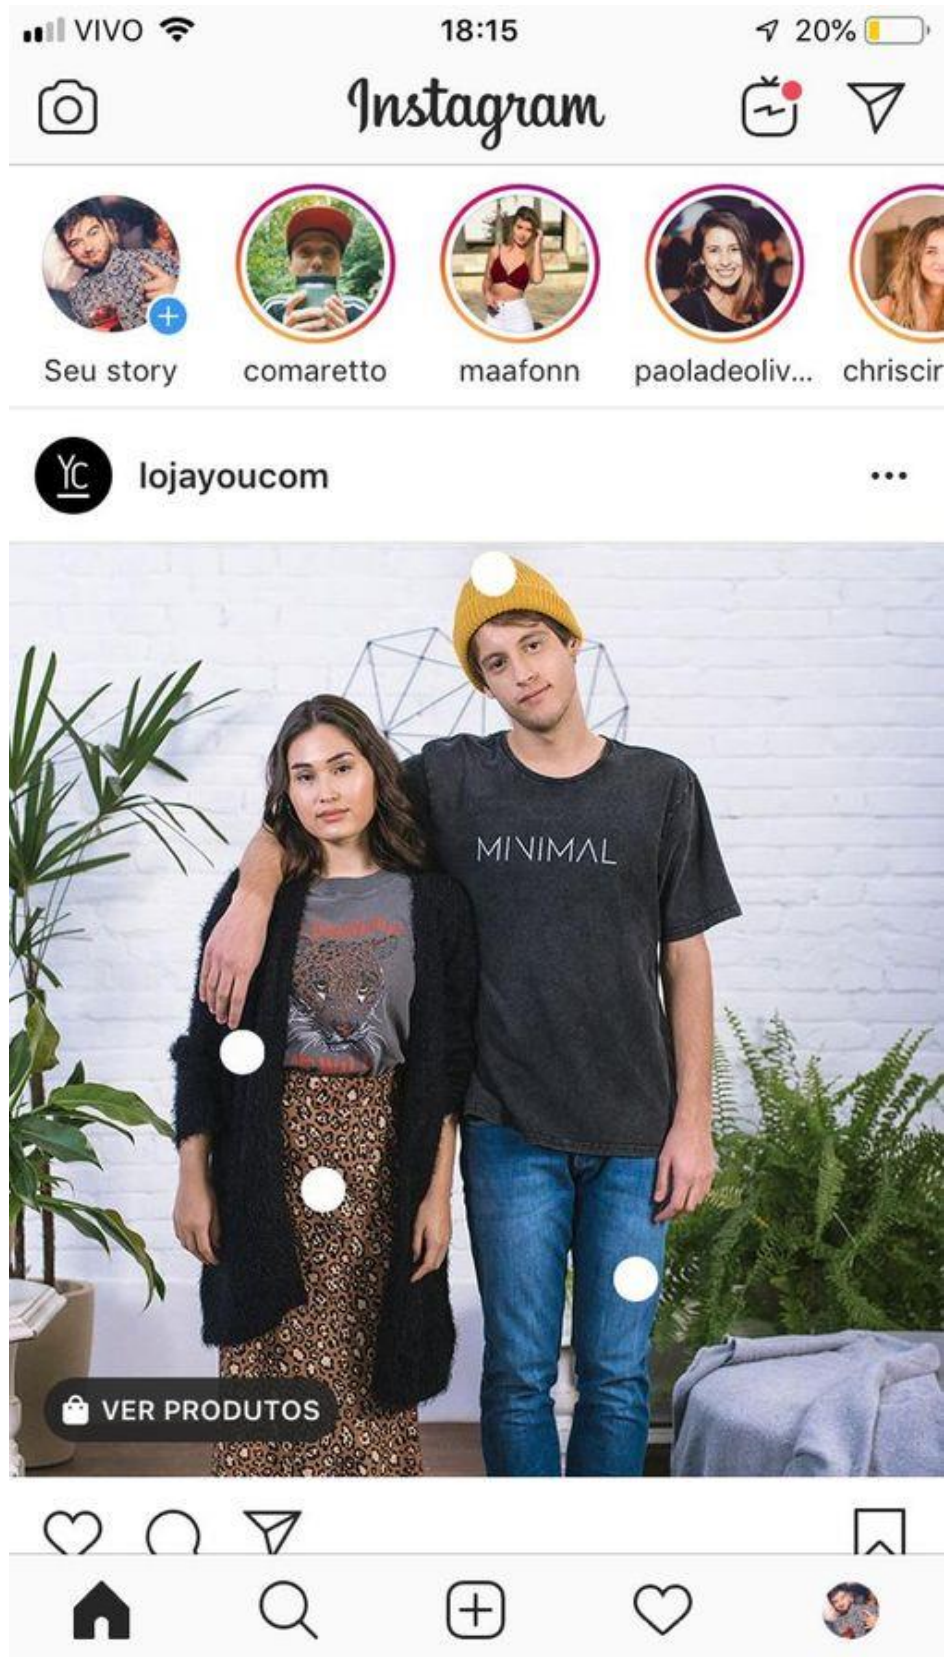 VIVO 18:15 20%
Instagram
Seu story comaretto maafonn paoladeoliv... chriscir
YC lojayoucom
MINIMAL
VER PRODUTOS